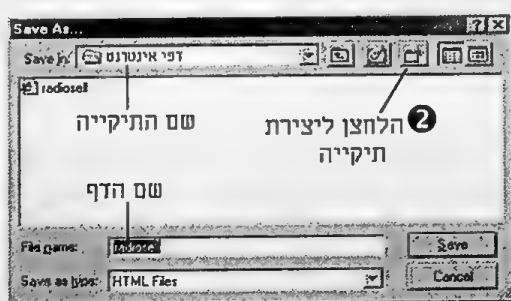 Save As...
Save in: דפי אינטרנט
radiosell
שם התיקייה
❷ הלחצן ליצירת
תיקייה
שם הדף
File name: radiosell
Save
Save as type: HTML Files
Cancel